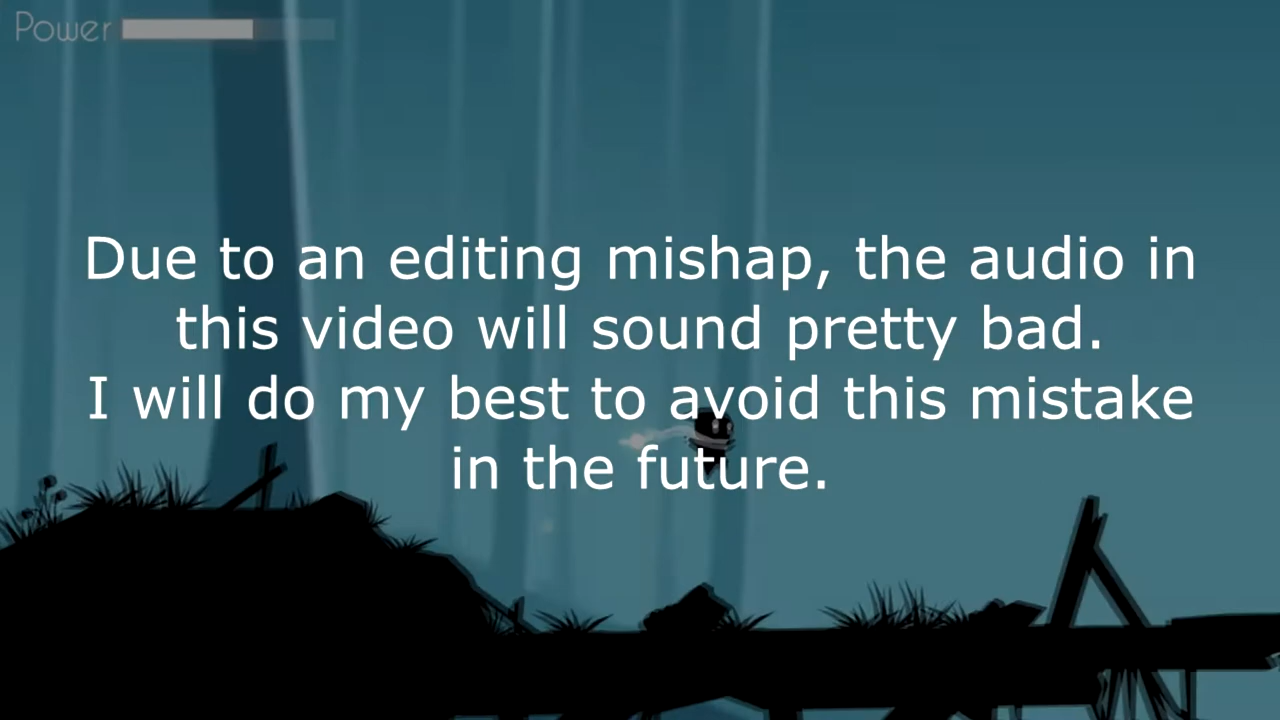 Power
Due to an editing mishap, the audio in
this video will sound pretty bad.
I will do my best to avoid this mistake
in the future.